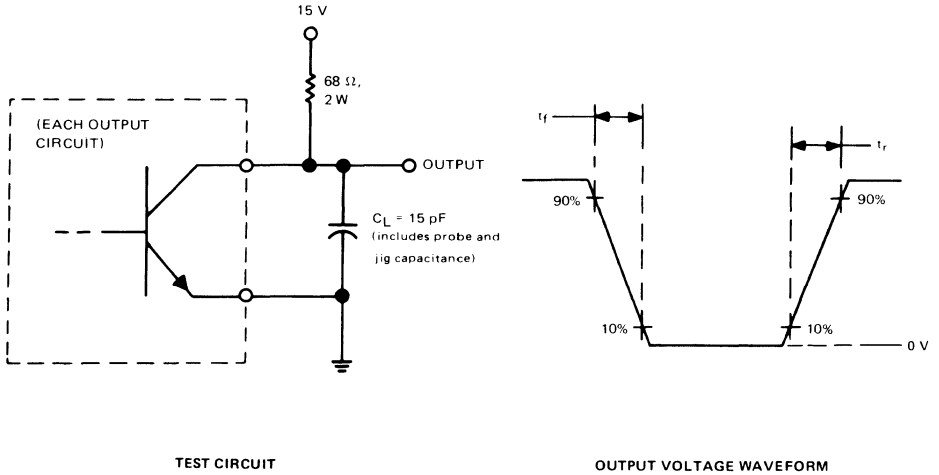 15 V
68 Ω,
2 W
(EACH OUTPUT
CIRCUIT)
OUTPUT
CL = 15 pF
(includes probe and
jig capacitance)
tf
tr
90%
90%
10%
10%
0 V
TEST CIRCUIT
OUTPUT VOLTAGE WAVEFORM